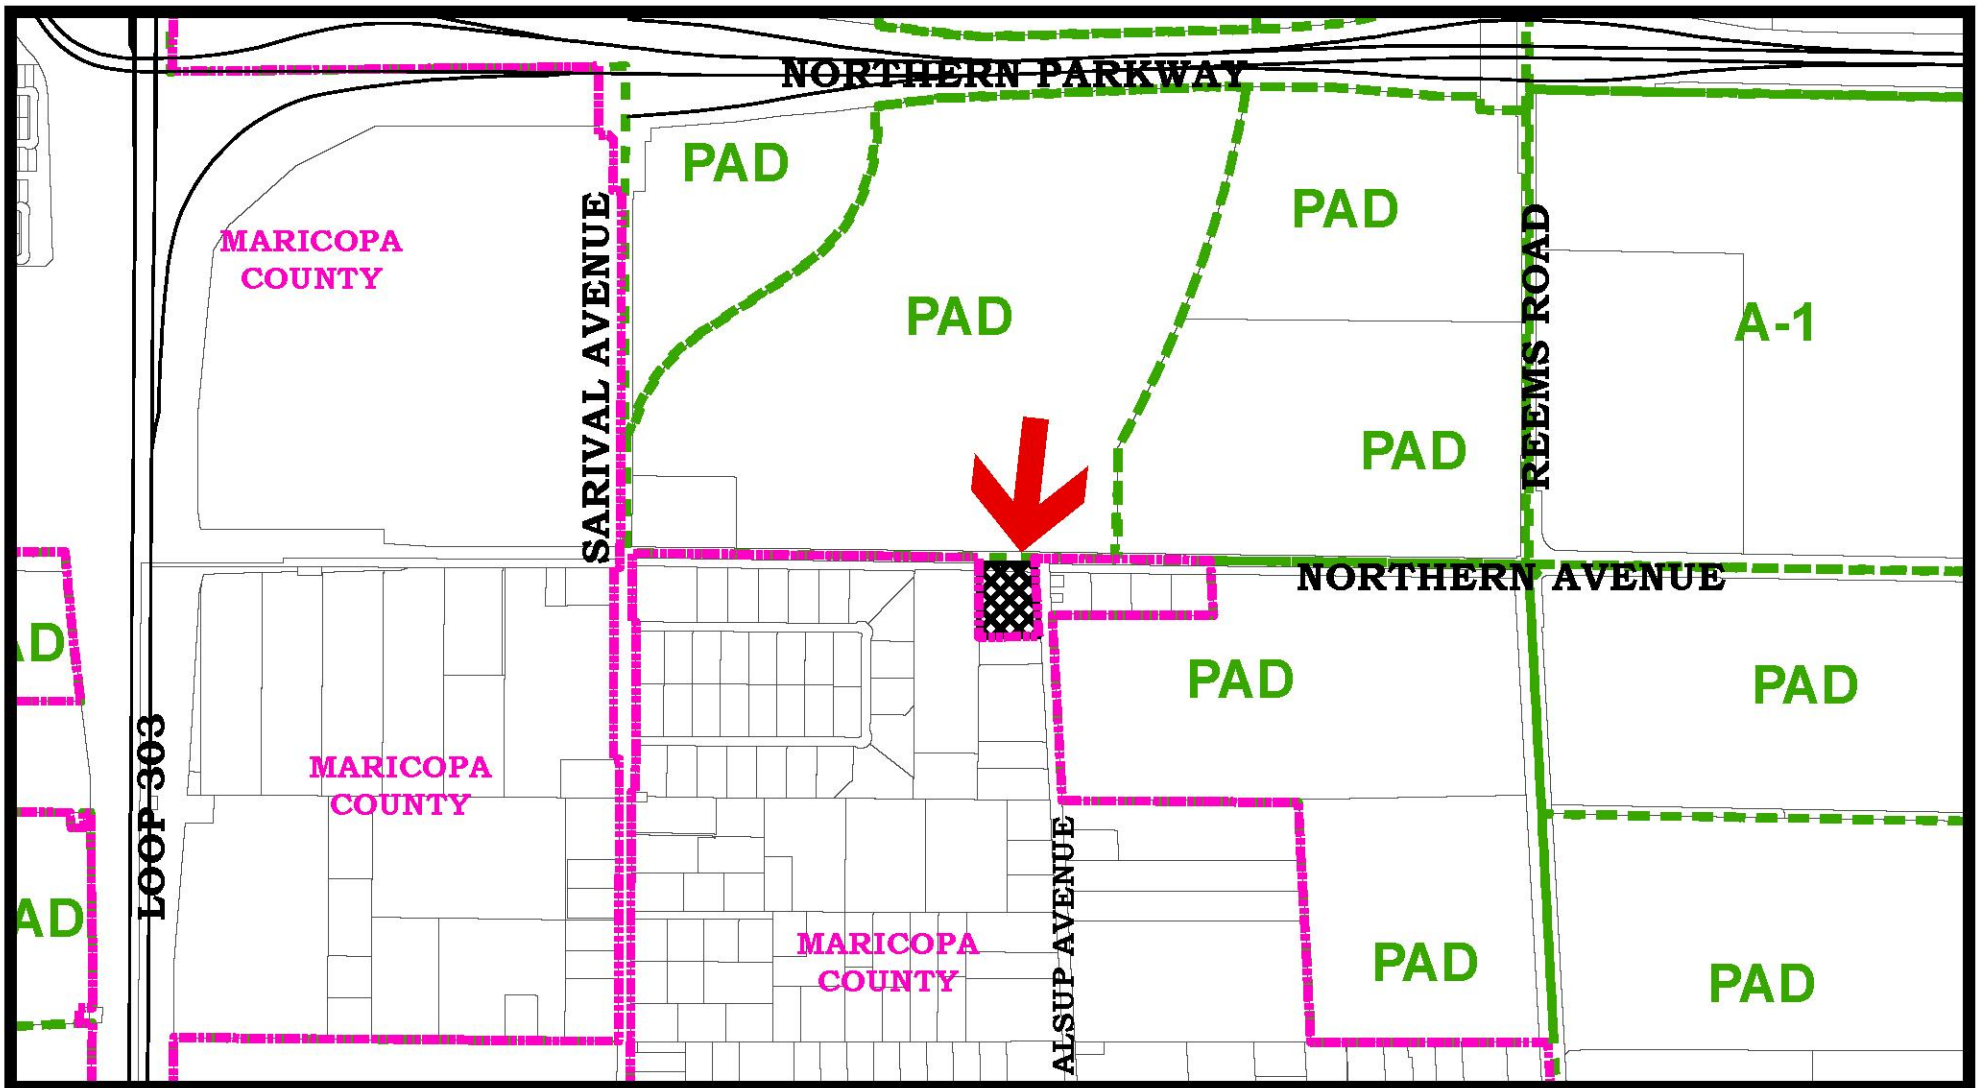 NORTHERN PARKWAY
PAD
PAD
MARICOPA
COUNTY
SARIVAL AVENUE
PAD
REEMS ROAD
A-1
PAD
NORTHERN AVENUE
AD
PAD
PAD
LOOP 303
MARICOPA
COUNTY
ALSUP AVENUE
AD
MARICOPA
COUNTY
PAD
PAD